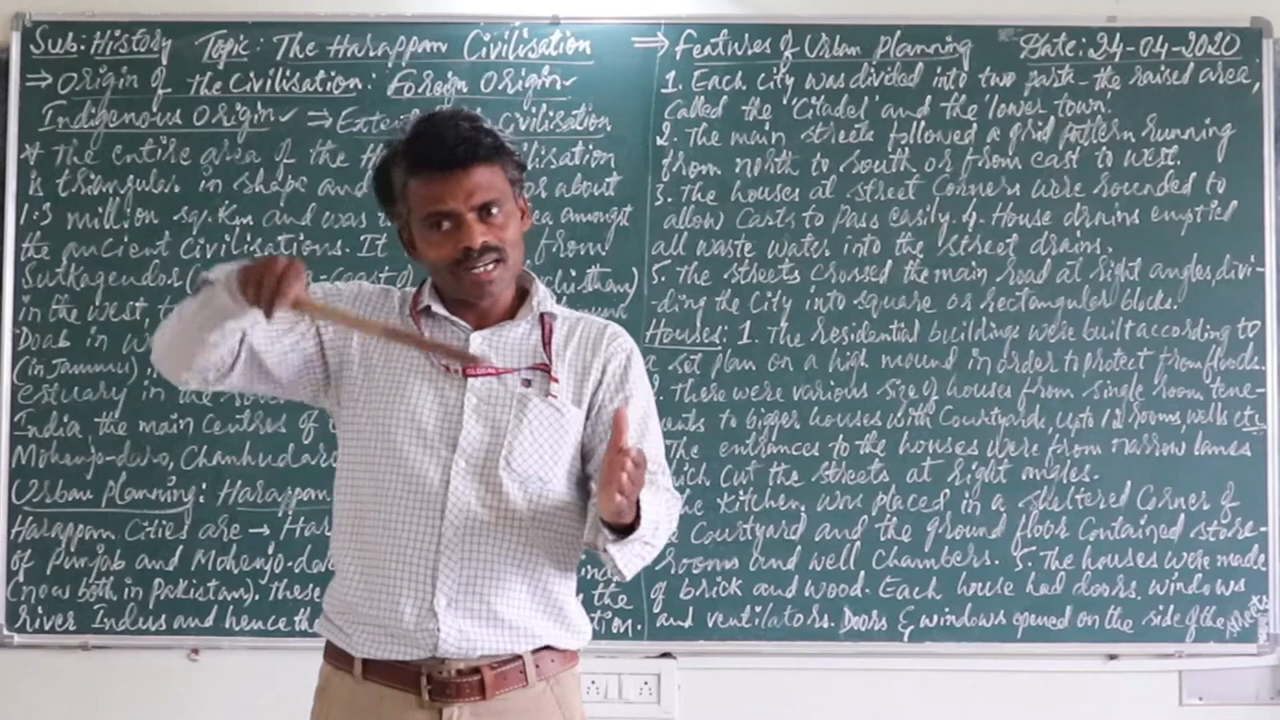 Sub: History Topic: The Harappan Civilisation
⇒ Origin of the Civilisation: Foreign Origin
Indigenous Origin ✓ ⇒ Civilisation
* The entire area of the
is triangular in shape and about
1.3 million sq. Km and was amongst
the ancient civilisations. It from
Sutkagendor
in the west
Doab in
(in Jammu)
estuary in the
India the main centres of
Mohenjo-daro, Chanhudaro
Urban planning: Harappan
Harappan Cities are → Har
of Punjab and Mohenjo-daro
(now both in Pakistan). These
river Indus and hence the
⇒ Features of Urban Planning Date: 24-04-2020
1. Each city was divided into two parts - the raised area,
called the 'Citadel' and the 'lower town'.
2. The main streets followed a grid pattern running
from north to south or from east to west.
3. The houses at street Corners were rounded to
allow Carts to pass easily. 4. House drains emptied
all waste water into the street drains.
5. The streets crossed the main road at right angles, divi-
-ding the City into square or rectangular blocks.
Houses: 1. The residential buildings were built according to
a set plan on a high mound in order to protect from floods.
There were various size of houses from single room tene-
to bigger houses with Courtyards, upto 12 rooms, wells etc.
The entrances to the houses were from narrow lanes
which cut the streets at right angles.
Kitchen was placed in a sheltered Corner of
Courtyard and the ground floor Contained store-
rooms and well Chambers. 5. The houses were made
of brick and wood. Each house had doors, windows
and ventilators. Doors & windows opened on the side of the streets
GLOBAL